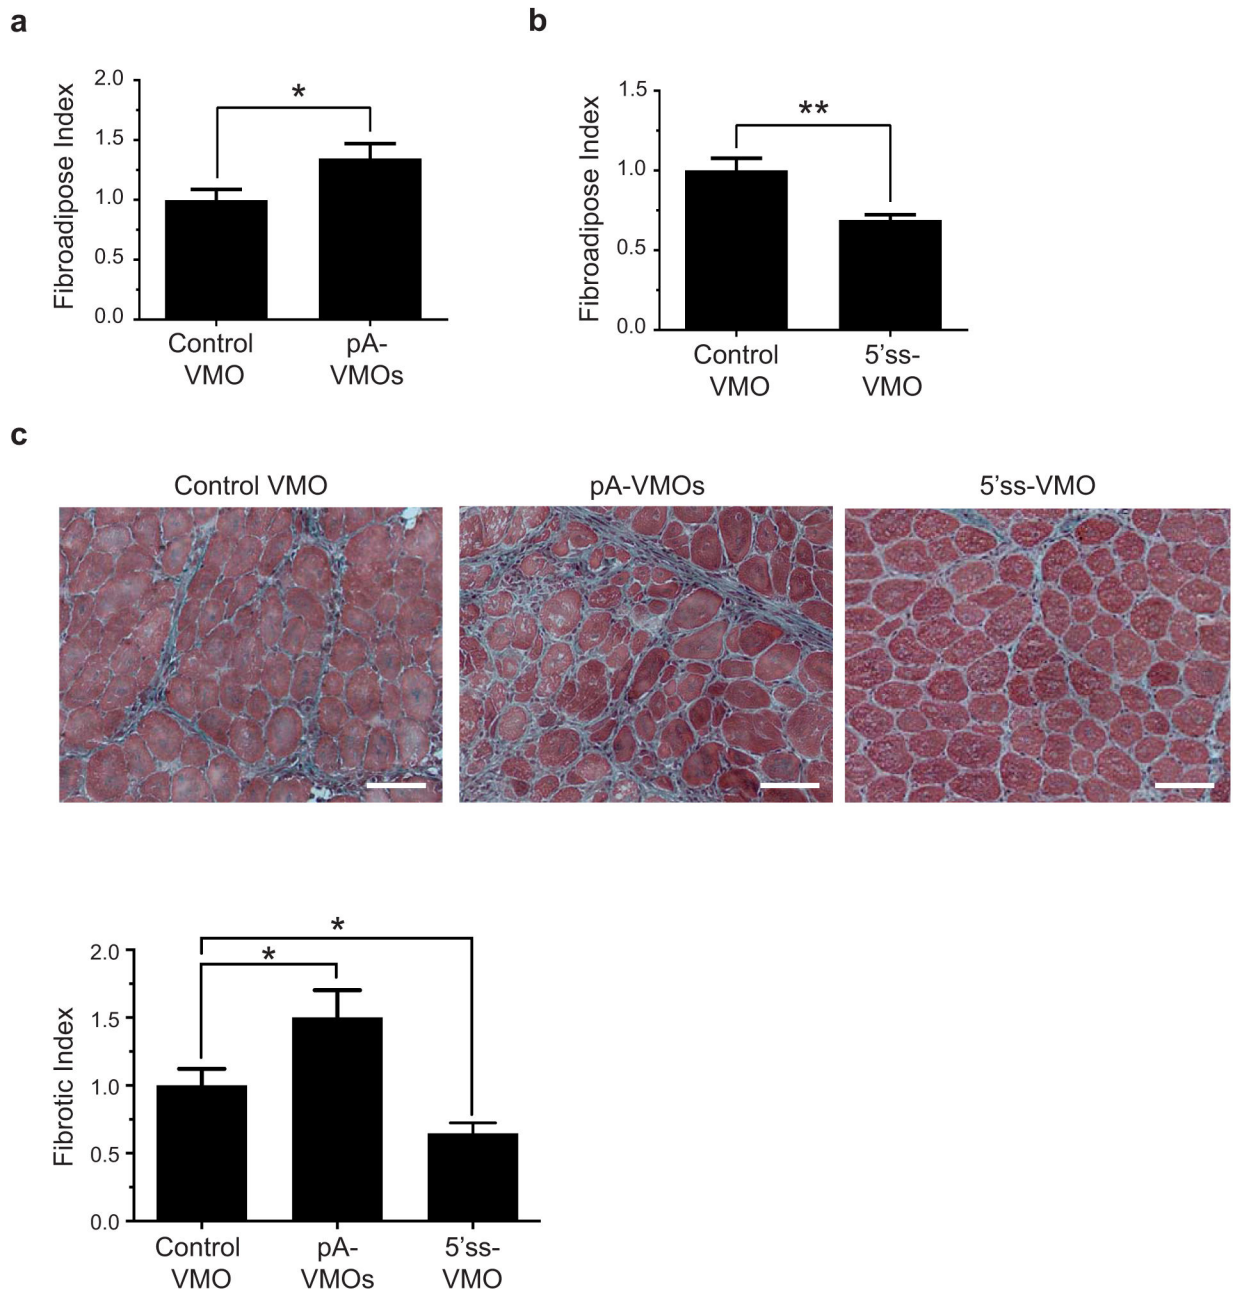 a
2.0
1.5
1.0
0.5
0.0
Fibroadipose Index
*
Control
VMO
pA-
VMOs
b
1.5
1.0
0.5
0.0
Fibroadipose Index
**
Control
VMO
5'ss-
VMO
c
Control VMO
pA-VMOs
5'ss-VMO
2.0
1.5
1.0
0.5
0.0
Fibrotic Index
*
*
Control
VMO
pA-
VMOs
5'ss-
VMO